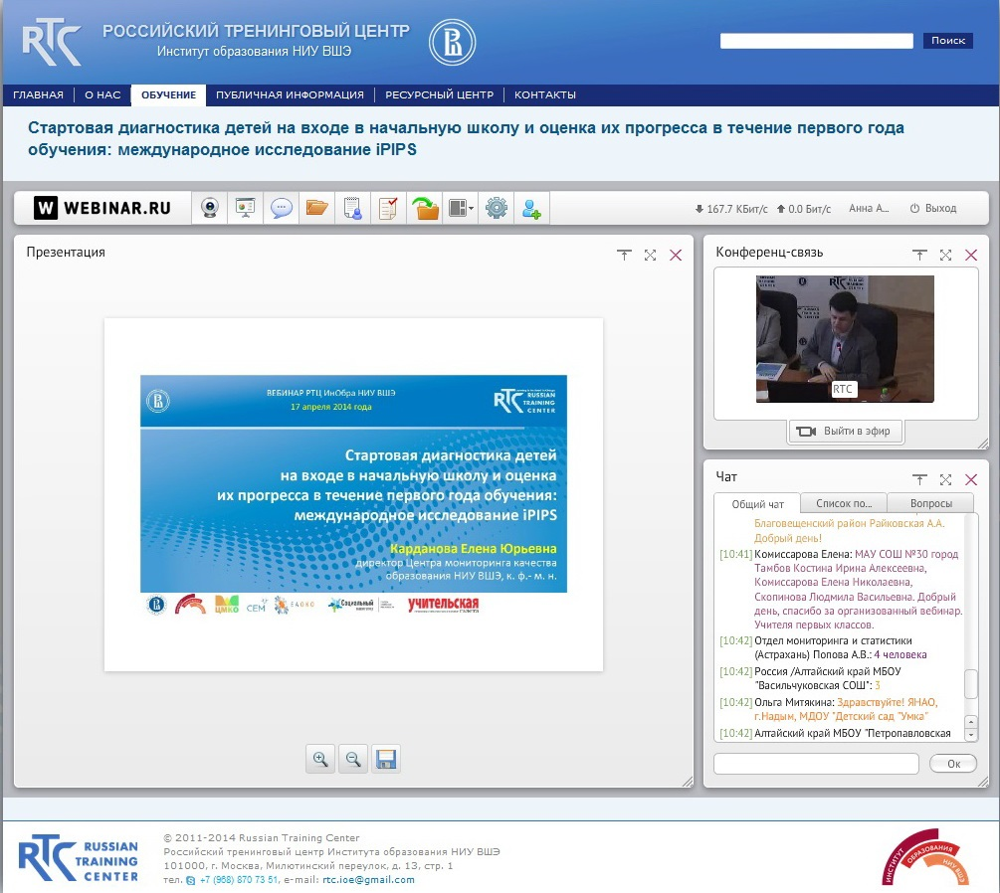 RTC
РОССИЙСКИЙ ТРЕНИНГОВЫЙ ЦЕНТР
Институт образования НИУ ВШЭ
Поиск
ГЛАВНАЯ
О НАС
ОБУЧЕНИЕ
ПУБЛИЧНАЯ ИНФОРМАЦИЯ
РЕСУРСНЫЙ ЦЕНТР
КОНТАКТЫ
Стартовая диагностика детей на входе в начальную школу и оценка их прогресса в течение первого года
обучения: международное исследование iPIPS
W WEBINAR.RU
167.7 КБит/с
0.0 Бит/с
Анна А...
Выход
Презентация
ВЕБИНАР РТЦ ИнОбра НИУ ВШЭ
17 апреля 2014 года
RTC RUSSIAN
TRAINING
CENTER
Стартовая диагностика детей
на входе в начальную школу и оценка
их прогресса в течение первого года обучения:
международное исследование iPIPS
Карданова Елена Юрьевна
директор Центра мониторинга качества
образования НИУ ВШЭ, к. ф.- м. н.
ЦМКО
СЕМ
ЕАОКО
Социальный
учительская
Конференц-связь
RTC
RTC
Выйти в эфир
Чат
Общий чат
Список по...
Вопросы
Благовещенский район Райковская А.А.
Добрый день!
[10:41] Комиссарова Елена: МАУ СОШ №30 город
Тамбов Костина Ирина Алексеевна,
Комиссарова Елена Николаевна,
Скопинова Людмила Васильевна. Добрый
день, спасибо за организованный вебинар.
Учителя первых классов.
[10:42] Отдел мониторинга и статистики
(Астрахань) Попова А.В.: 4 человека
[10:42] Россия /Алтайский край МБОУ
"Васильчуковская СОШ": 3
[10:42] Ольга Митякина: Здравствуйте! ЯНАО,
г.Надым, МДОУ "Детский сад "Умка"
[10:42] Алтайский край МБОУ "Петропавловская
Ок
RTC RUSSIAN
TRAINING
CENTER
© 2011-2014 Russian Training Center
Российский тренинговый центр Института образования НИУ ВШЭ
101000, г. Москва, Милютинский переулок, д. 13, стр. 1
тел. +7 (968) 870 73 51, e-mail: rtc.ioe@gmail.com
ИНСТИТУТ
ОБРАЗОВАНИЯ
НИУ ВШЭ